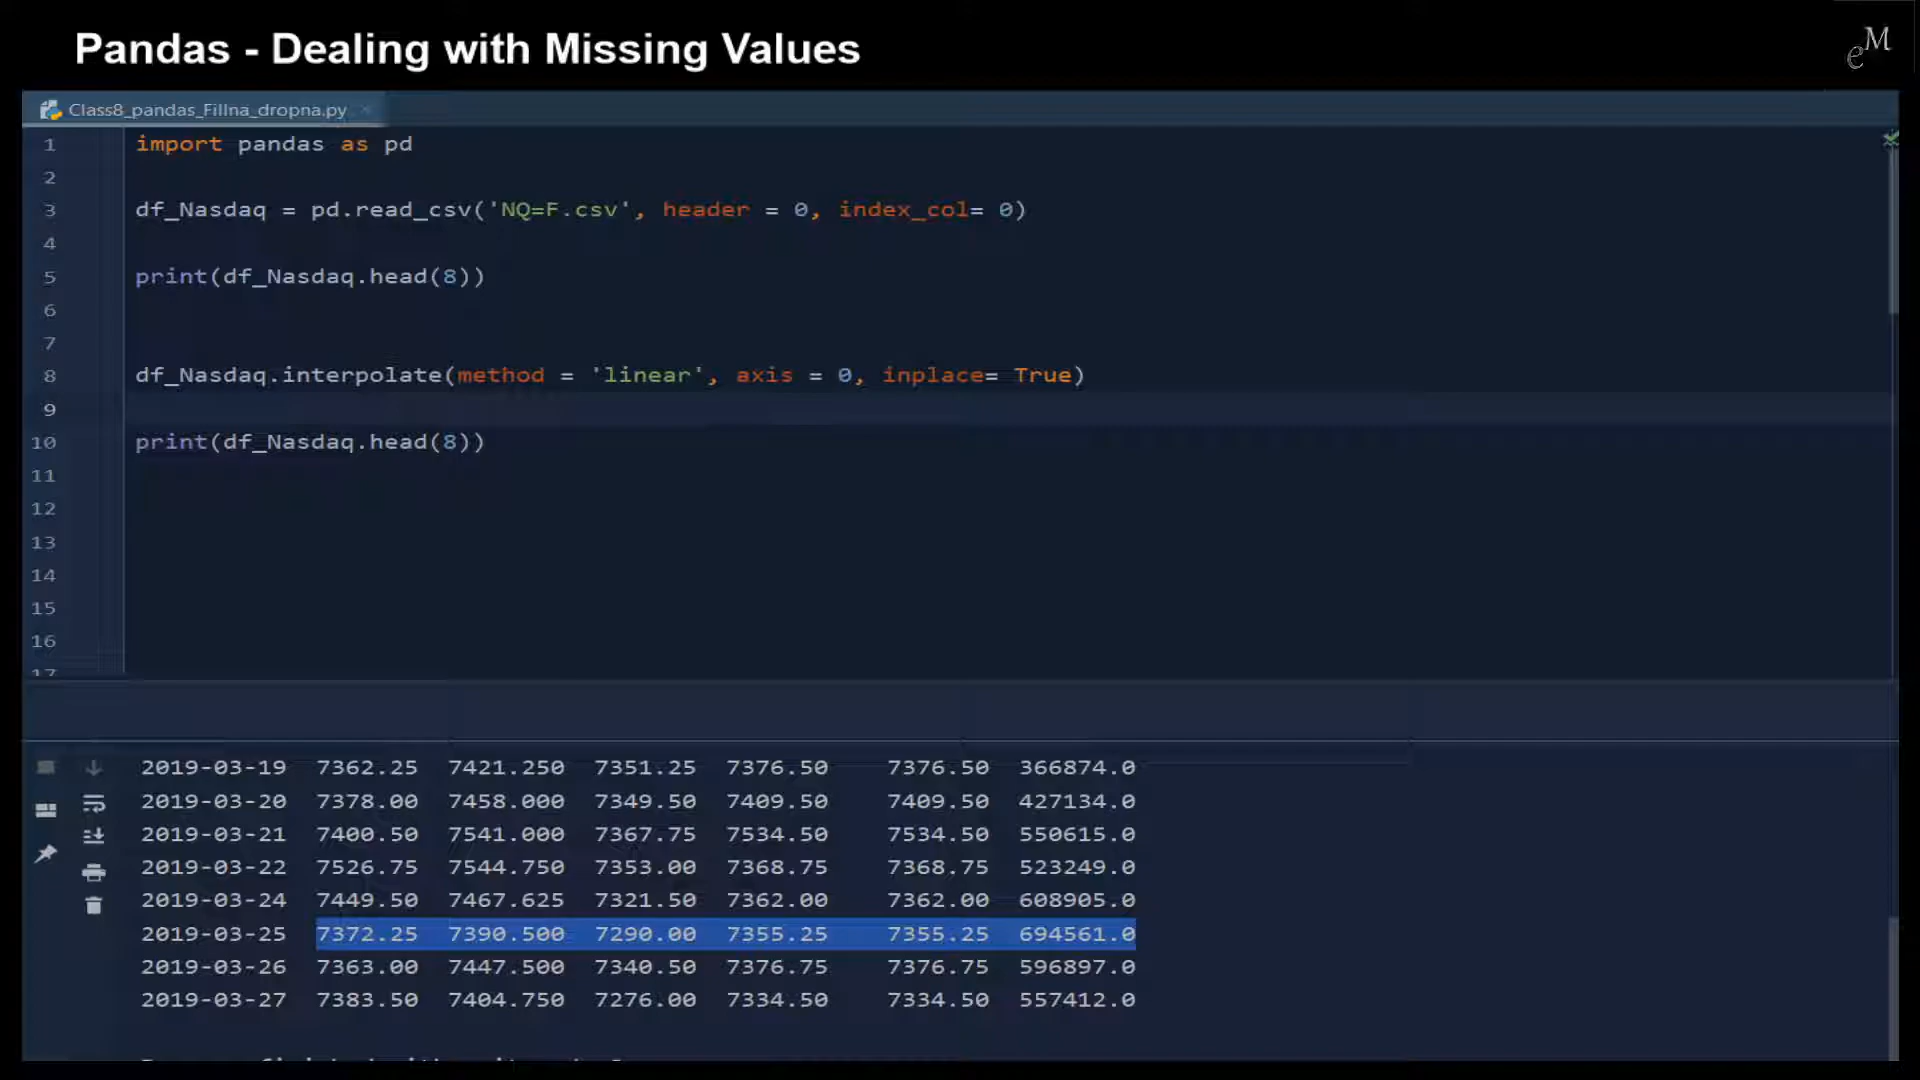 Pandas - Dealing with Missing Values
eM
Class8_pandas_Fillna_dropna.py
1 import pandas as pd
2
3 df_Nasdaq = pd.read_csv('NQ=F.csv', header = 0, index_col= 0)
4
5 print(df_Nasdaq.head(8))
6
7
8 df_Nasdaq.interpolate(method = 'linear', axis = 0, inplace= True)
9
10 print(df_Nasdaq.head(8))
11
12
13
14
15
16
17
2019-03-19 7362.25 7421.250 7351.25 7376.50 7376.50 366874.0
2019-03-20 7378.00 7458.000 7349.50 7409.50 7409.50 427134.0
2019-03-21 7400.50 7541.000 7367.75 7534.50 7534.50 550615.0
2019-03-22 7526.75 7544.750 7353.00 7368.75 7368.75 523249.0
2019-03-24 7449.50 7467.625 7321.50 7362.00 7362.00 608905.0
2019-03-25 7372.25 7390.500 7290.00 7355.25 7355.25 694561.0
2019-03-26 7363.00 7447.500 7340.50 7376.75 7376.75 596897.0
2019-03-27 7383.50 7404.750 7276.00 7334.50 7334.50 557412.0